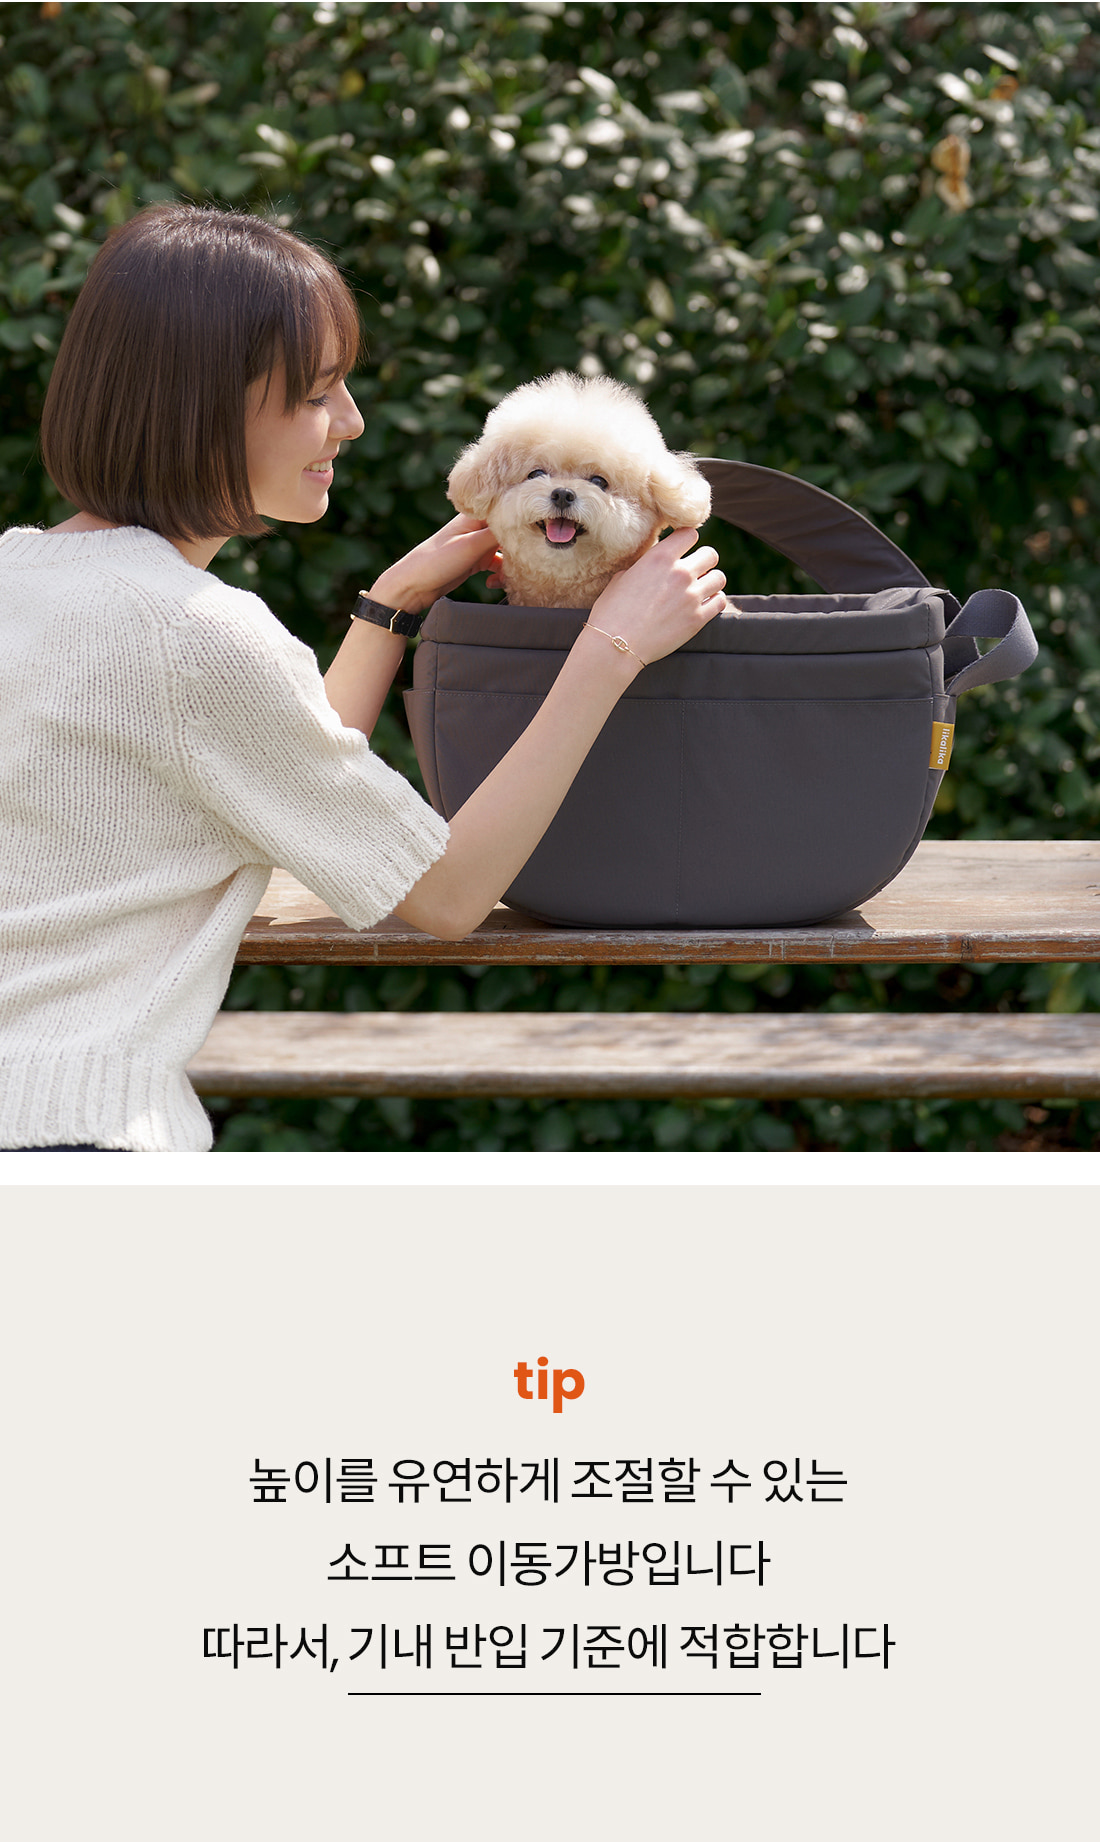 likalika
tip
높이를 유연하게 조절할 수 있는
소프트 이동가방입니다
따라서, 기내 반입 기준에 적합합니다